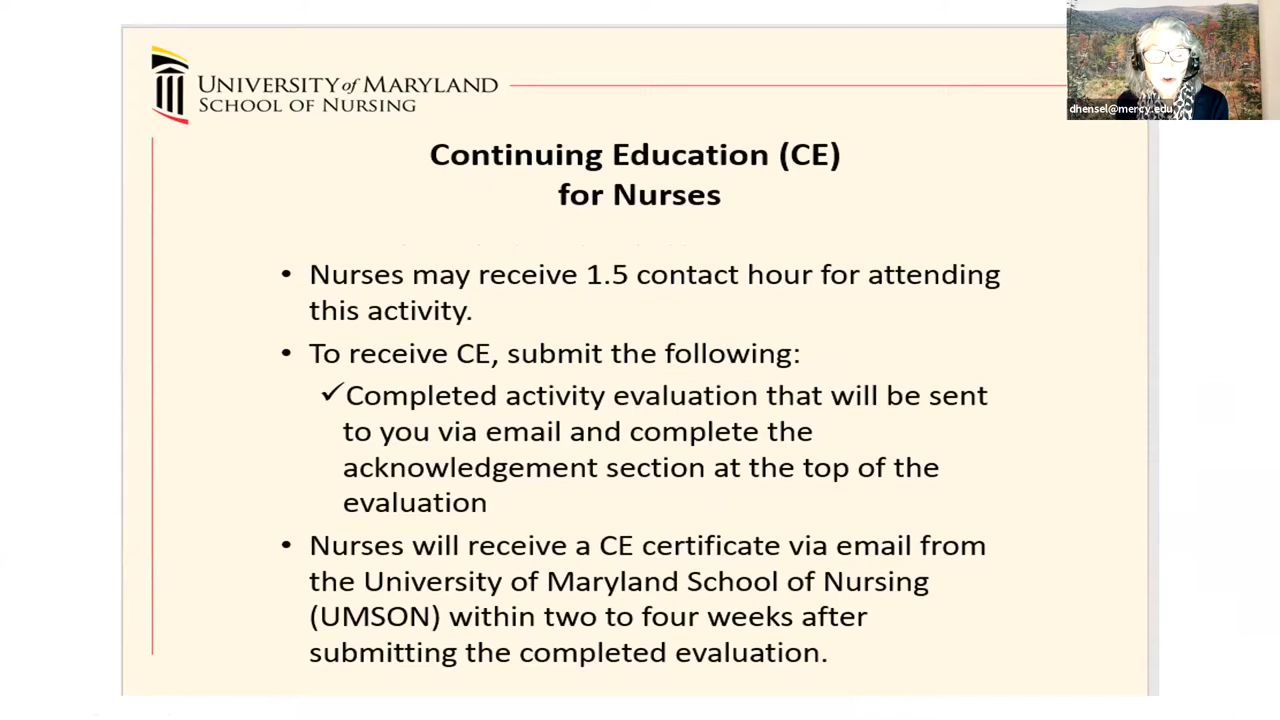 UNIVERSITY of MARYLAND
SCHOOL OF NURSING
dhensel@mercy.edu
Continuing Education (CE)
for Nurses
• Nurses may receive 1.5 contact hour for attending
this activity.
• To receive CE, submit the following:
✓Completed activity evaluation that will be sent
to you via email and complete the
acknowledgement section at the top of the
evaluation
• Nurses will receive a CE certificate via email from
the University of Maryland School of Nursing
(UMSON) within two to four weeks after
submitting the completed evaluation.